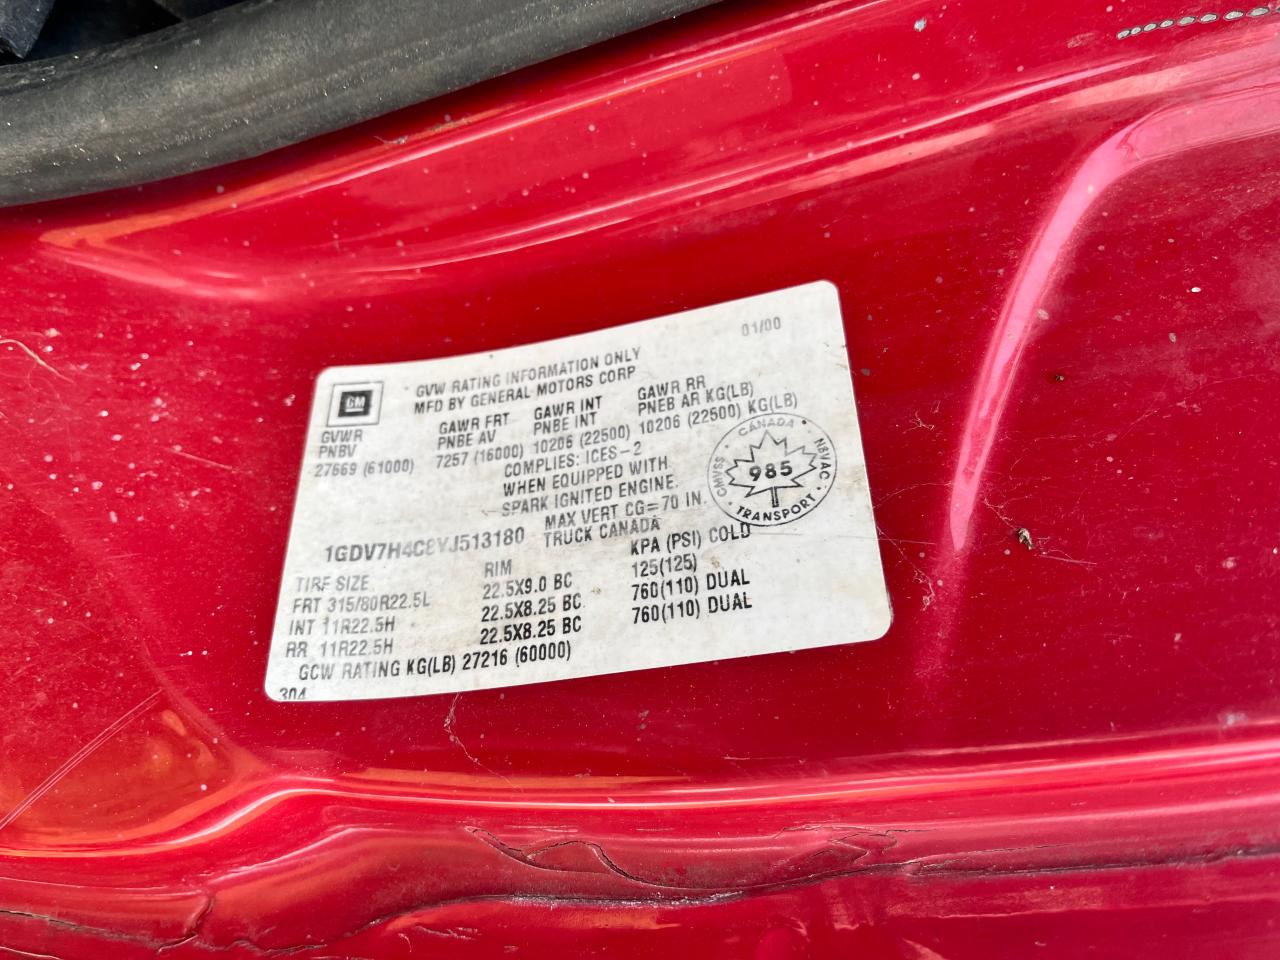 01/00
GM
GVW RATING INFORMATION ONLY
MFD BY GENERAL MOTORS CORP
GVWR GAWR FRT GAWR INT GAWR RR
PNBV PNBE AV PNBE INT PNEB AR KG(LB)
27669 (61000) 7257 (16000) 10206 (22500) 10206 (22500) KG(LB)
COMPLIES: ICES-2
WHEN EQUIPPED WITH
SPARK IGNITED ENGINE.
MAX VERT CG=70 IN.
1GDV7H4C8YJ513180 TRUCK CANADA
CANADA
CMVSS 985 NSVAC
TRANSPORT
TIRE SIZE RIM KPA (PSI) COLD
FRT 315/80R22.5L 22.5X9.0 BC 125(125)
INT 11R22.5H 22.5X8.25 BC 760(110) DUAL
RR 11R22.5H 22.5X8.25 BC 760(110) DUAL
GCW RATING KG(LB) 27216 (60000)
304